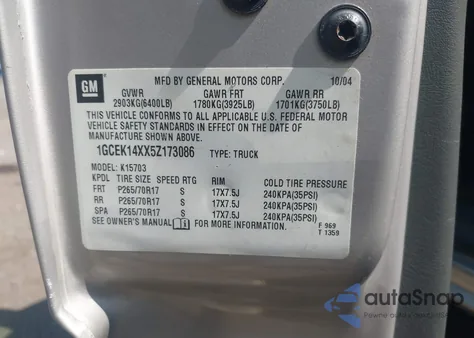 GM
MFD BY GENERAL MOTORS CORP. 10/04
GVWR GAWR FRT GAWR RR
2903KG(6400LB) 1780KG(3925LB) 1701KG(3750LB)
THIS VEHICLE CONFORMS TO ALL APPLICABLE U.S. FEDERAL MOTOR
VEHICLE SAFETY STANDARDS IN EFFECT ON THE DATE OF
MANUFACTURE SHOWN ABOVE.
1GCEK14XX5Z173086 TYPE: TRUCK
MODEL: K15703
KPDL TIRE SIZE SPEED RTG RIM COLD TIRE PRESSURE
FRT P265/70R17 S 17X7.5J 240KPA(35PSI)
RR P265/70R17 S 17X7.5J 240KPA(35PSI)
SPA P265/70R17 S 17X7.5J 240KPA(35PSI)
SEE OWNER'S MANUAL FOR MORE INFORMATION.
F 969
T 1359
autoSnap